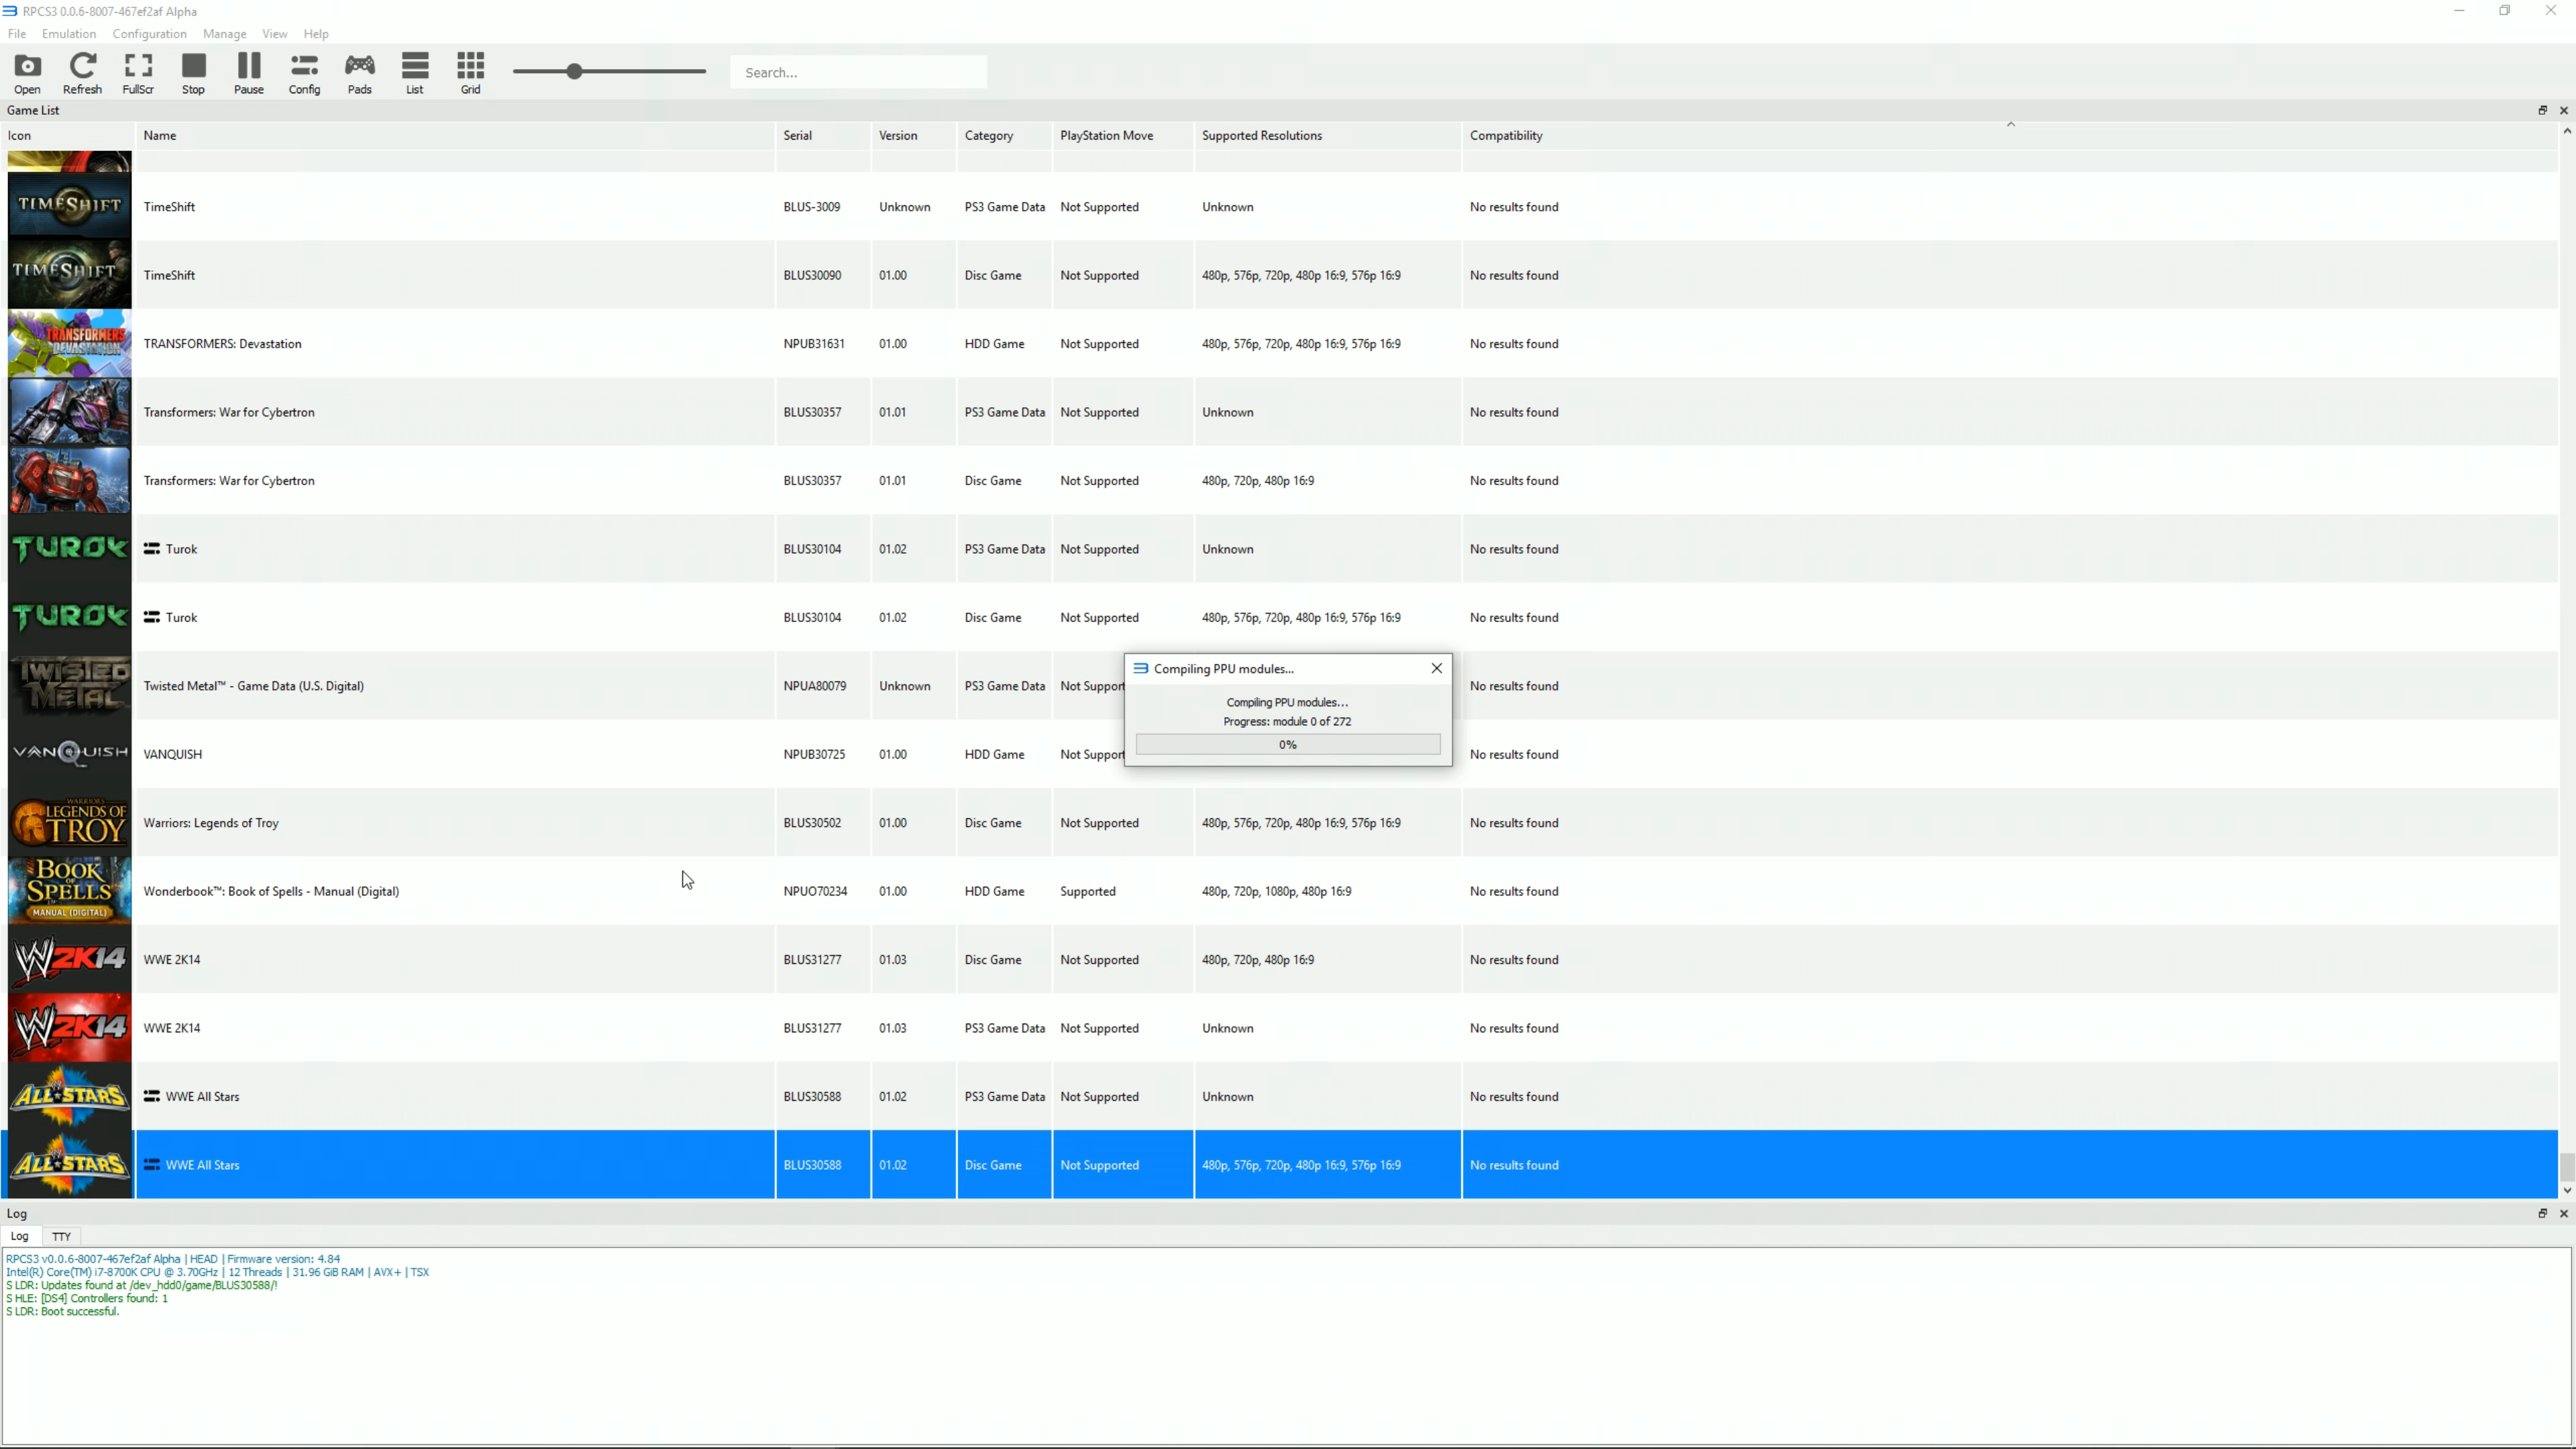 RPCS3 0.0.6-8007-467ef2af Alpha
File Emulation Configuration Manage View Help
Open Refresh FullScr Stop Pause Config Pads List Grid Search...
Game List
Icon Name Serial Version Category PlayStation Move Supported Resolutions Compatibility
TIMESHIFT TimeShift BLUS-3009 Unknown PS3 Game Data Not Supported Unknown No results found
TIMESHIFT TimeShift BLUS30090 01.00 Disc Game Not Supported 480p, 576p, 720p, 480p 16:9, 576p 16:9 No results found
TRANSFORMERS DEVASTATION TRANSFORMERS: Devastation NPUB31631 01.00 HDD Game Not Supported 480p, 576p, 720p, 480p 16:9, 576p 16:9 No results found
Transformers: War for Cybertron BLUS30357 01.01 PS3 Game Data Not Supported Unknown No results found
Transformers: War for Cybertron BLUS30357 01.01 Disc Game Not Supported 480p, 720p, 480p 16:9 No results found
TUROK Turok BLUS30104 01.02 PS3 Game Data Not Supported Unknown No results found
TUROK Turok BLUS30104 01.02 Disc Game Not Supported 480p, 576p, 720p, 480p 16:9, 576p 16:9 No results found
TWISTED METAL Twisted Metal™ - Game Data (U.S. Digital) NPUA80079 Unknown PS3 Game Data Not Support No results found
VANQUISH VANQUISH NPUB30725 01.00 HDD Game Not Support No results found
Compiling PPU modules...
Compiling PPU modules...
Progress: module 0 of 272
0%
WARRIORS LEGENDS OF TROY Warriors: Legends of Troy BLUS30502 01.00 Disc Game Not Supported 480p, 576p, 720p, 480p 16:9, 576p 16:9 No results found
BOOK OF SPELLS MANUAL (DIGITAL) Wonderbook™: Book of Spells - Manual (Digital) NPUO70234 01.00 HDD Game Supported 480p, 720p, 1080p, 480p 16:9 No results found
W 2K14 WWE 2K14 BLUS31277 01.03 Disc Game Not Supported 480p, 720p, 480p 16:9 No results found
W 2K14 WWE 2K14 BLUS31277 01.03 PS3 Game Data Not Supported Unknown No results found
ALL STARS WWE All Stars BLUS30588 01.02 PS3 Game Data Not Supported Unknown No results found
ALL STARS WWE All Stars BLUS30588 01.02 Disc Game Not Supported 480p, 576p, 720p, 480p 16:9, 576p 16:9 No results found
Log
Log TTY
RPCS3 v0.0.6-8007-467ef2af Alpha | HEAD | Firmware version: 4.84
Intel(R) Core(TM) i7-8700K CPU @ 3.70GHz | 12 Threads | 31.96 GiB RAM | AVX+ | TSX
S LDR: Updates found at /dev_hdd0/game/BLUS30588/!
S HLE: [DS4] Controllers found: 1
S LDR: Boot successful.